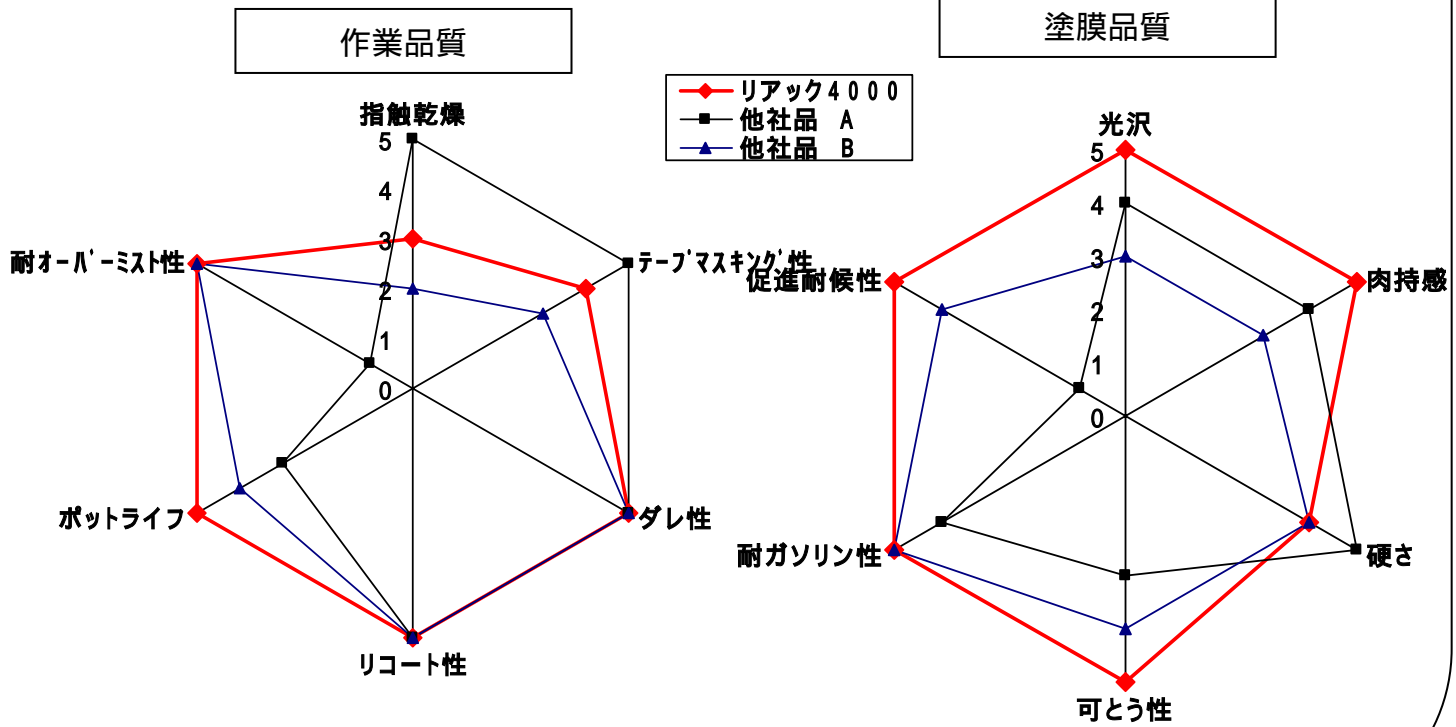 作業品質
塗膜品質
リアック4000
他社品 A
他社品 B
指触乾燥
5
4
3
2
1
0
テープマスキング性
ダレ性
リコート性
ポットライフ
耐オーバーミスト性
光沢
5
4
3
2
1
0
肉持感
硬さ
可とう性
耐ガソリン性
促進耐候性